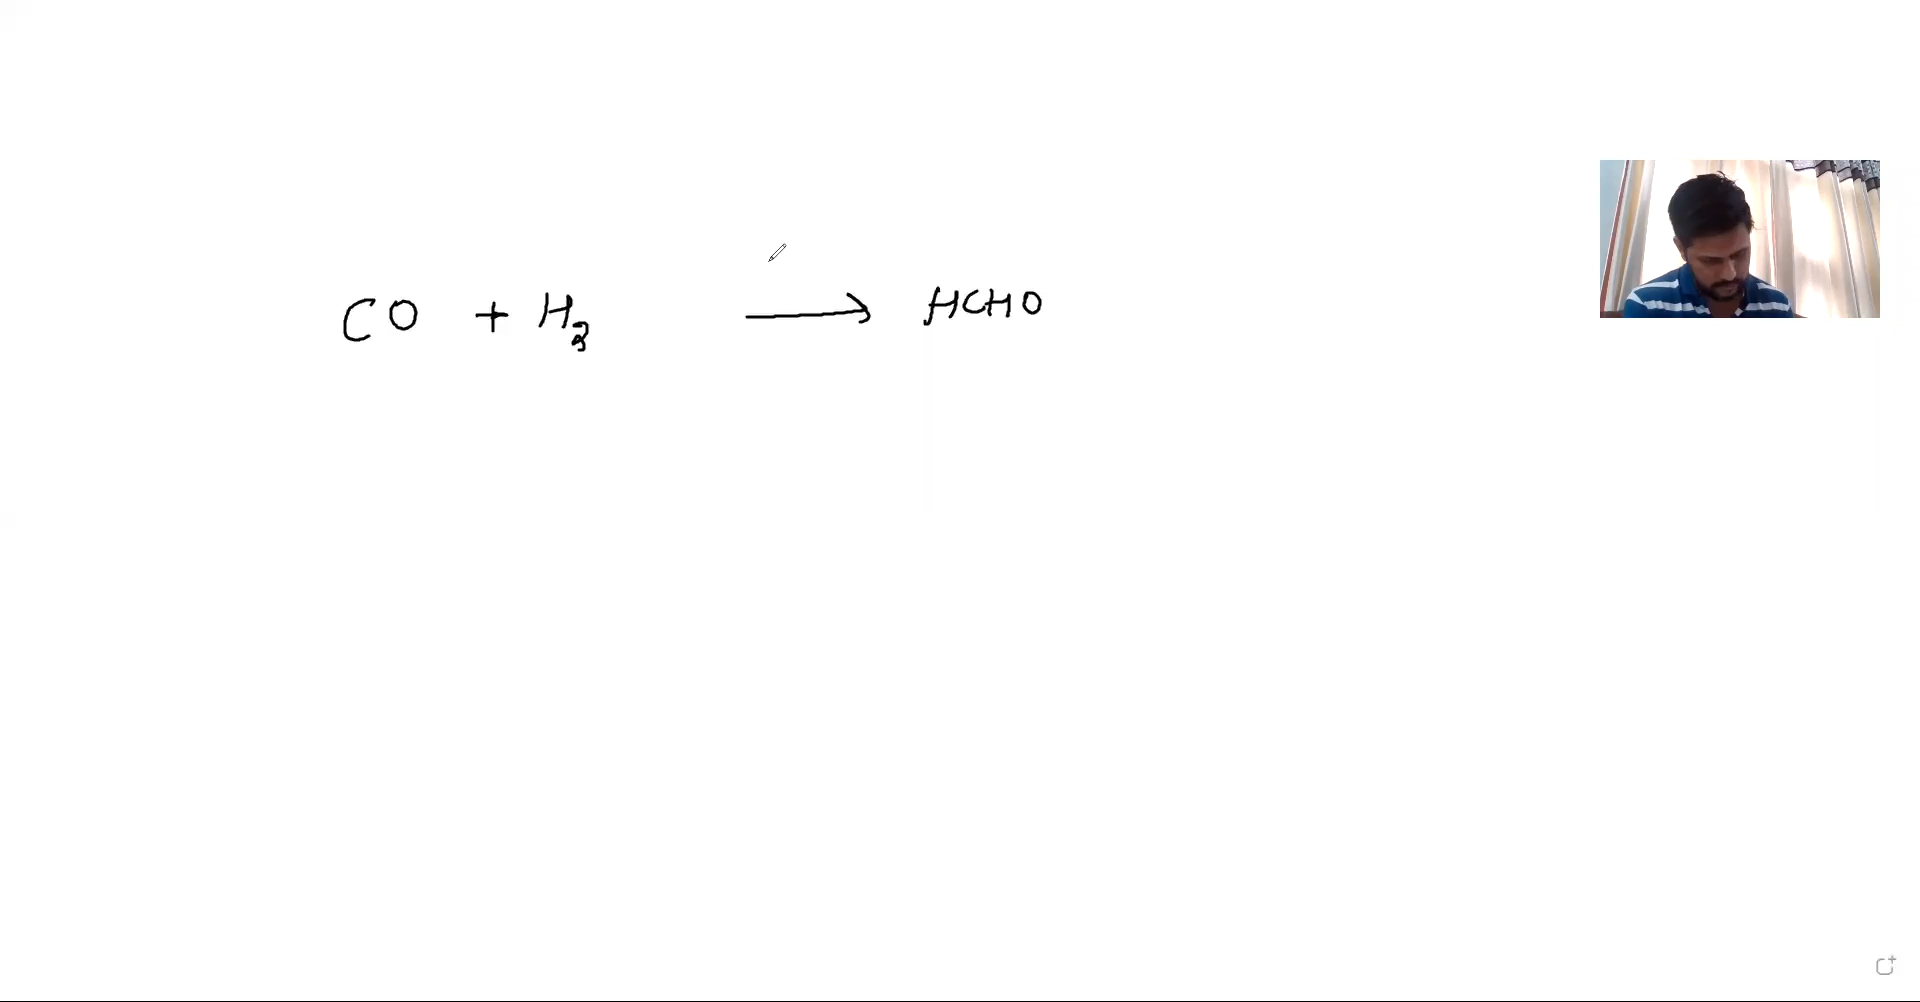 CO + H₂ ⟶ HCHO